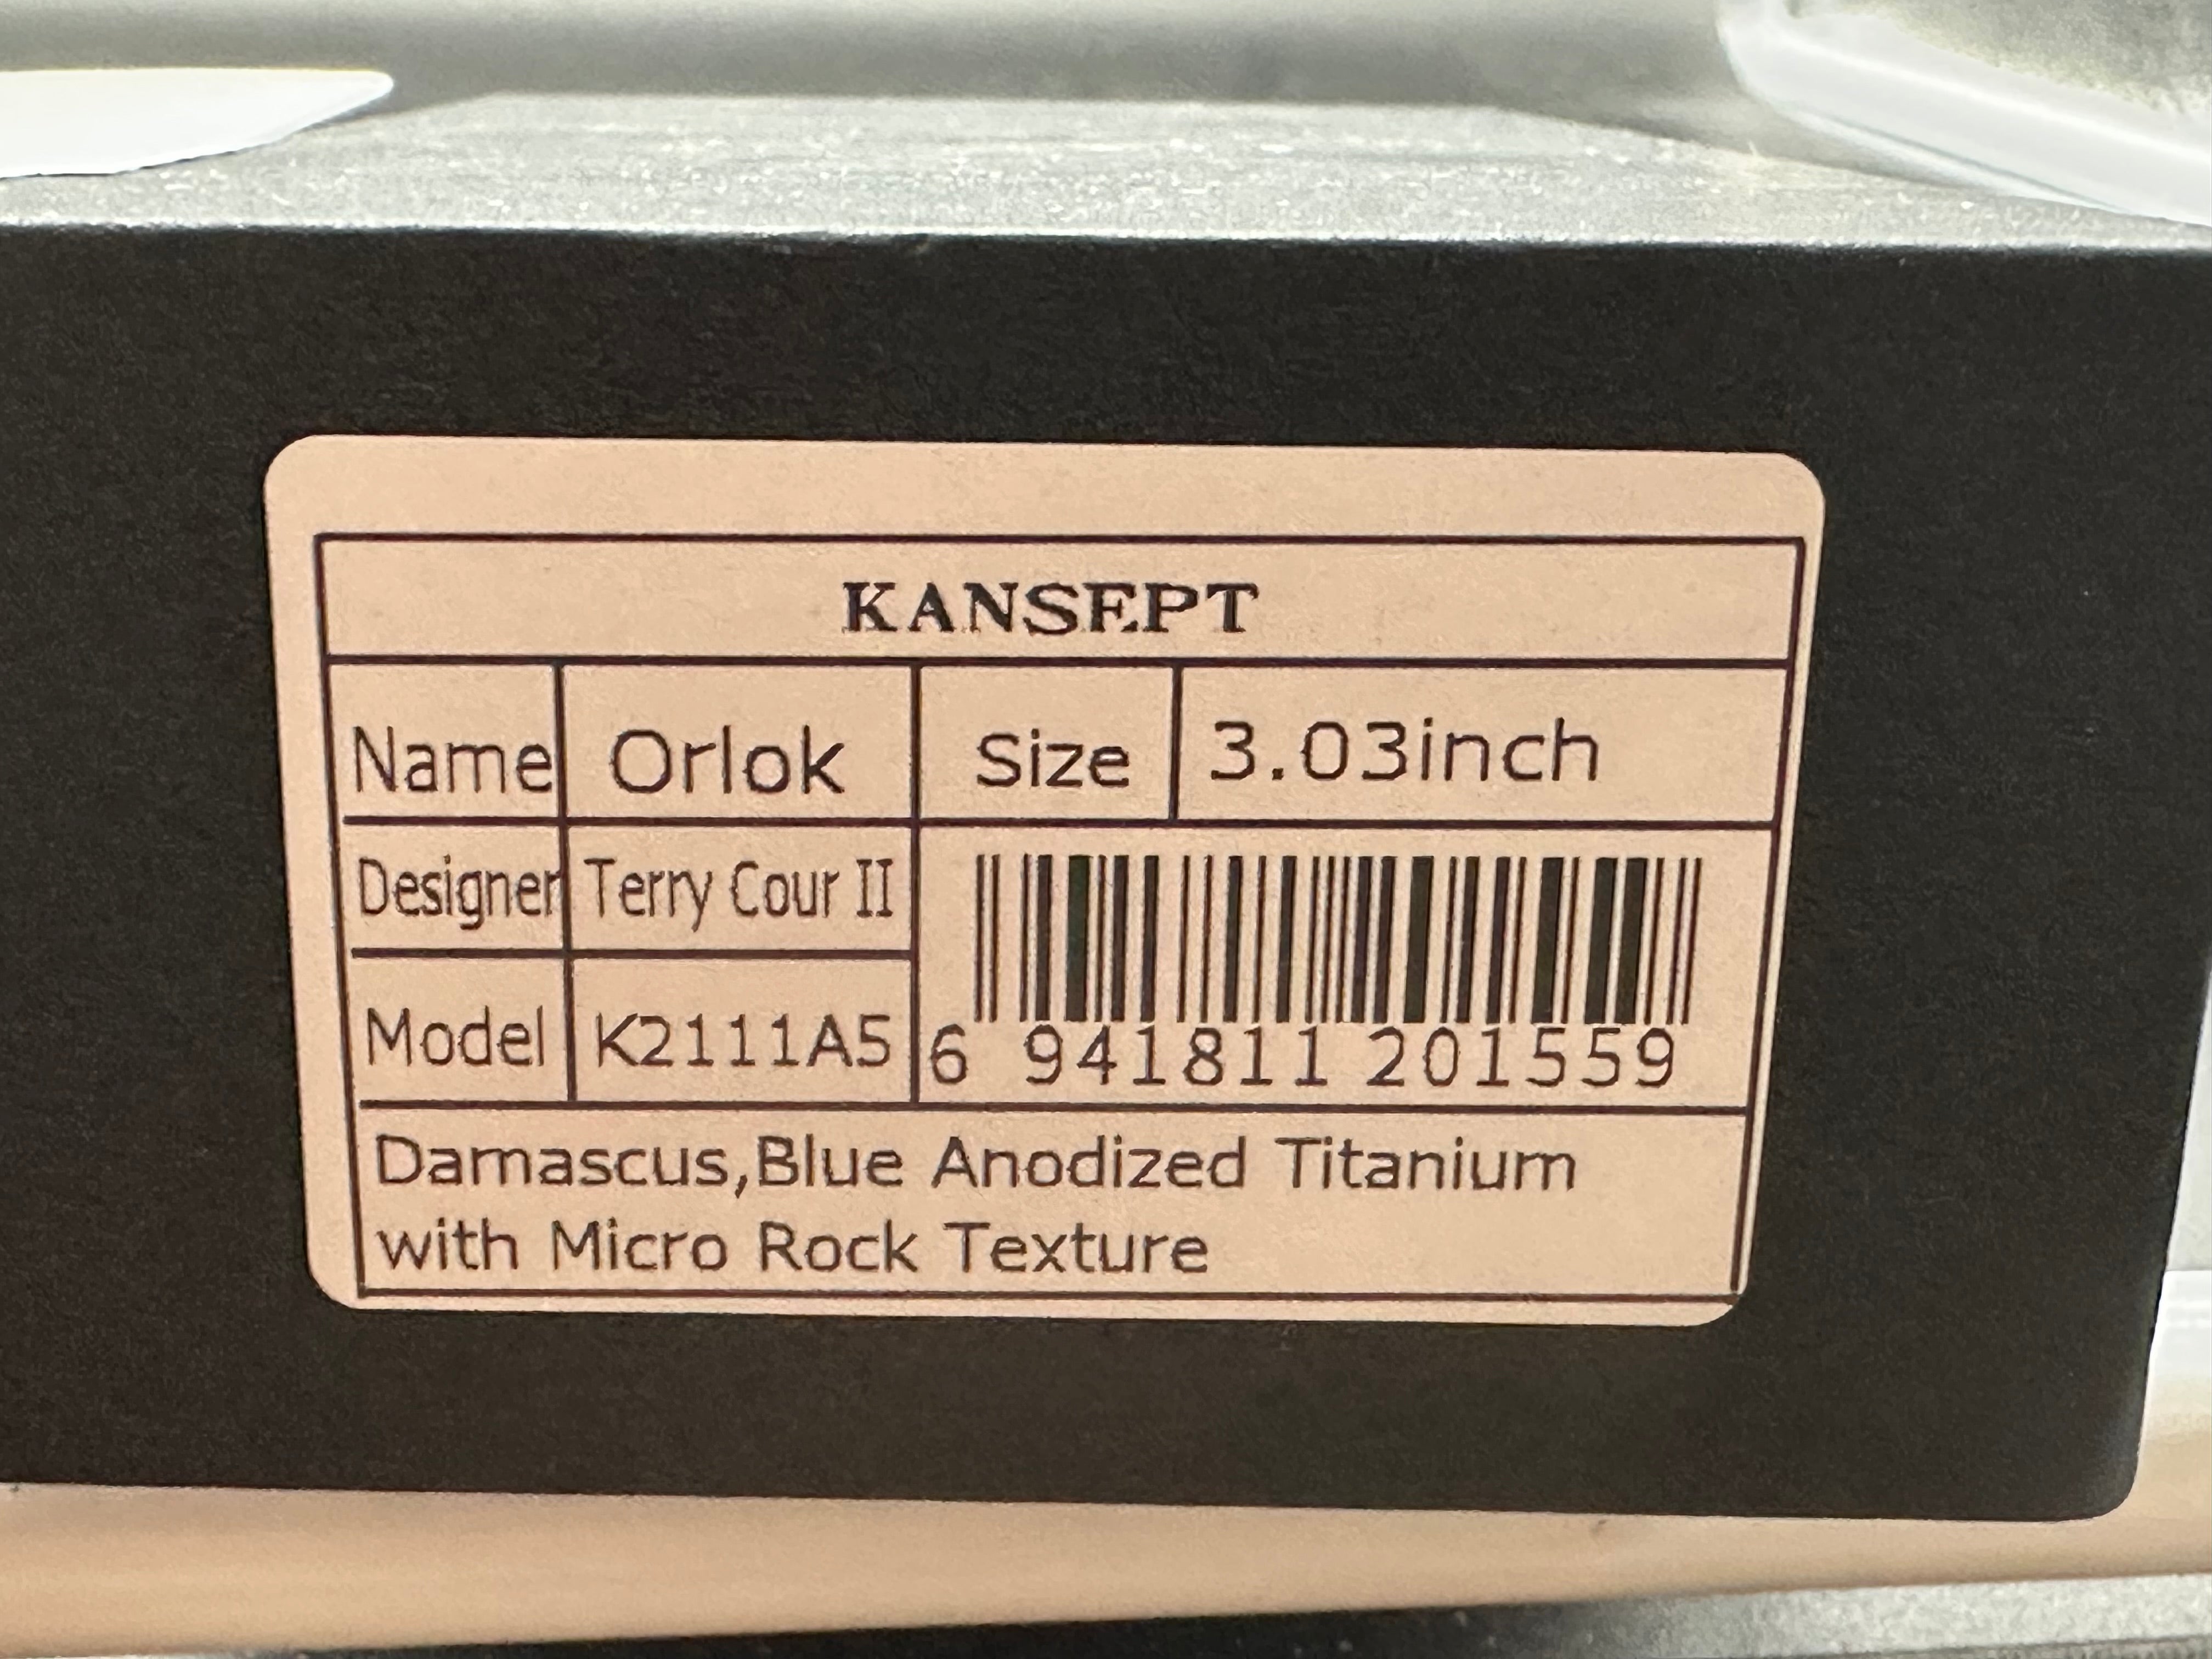 KANSEPT
Name Orlok Size 3.03inch
Designer Terry Cour II
Model K2111A5 6 941811 201559
Damascus,Blue Anodized Titanium
with Micro Rock Texture